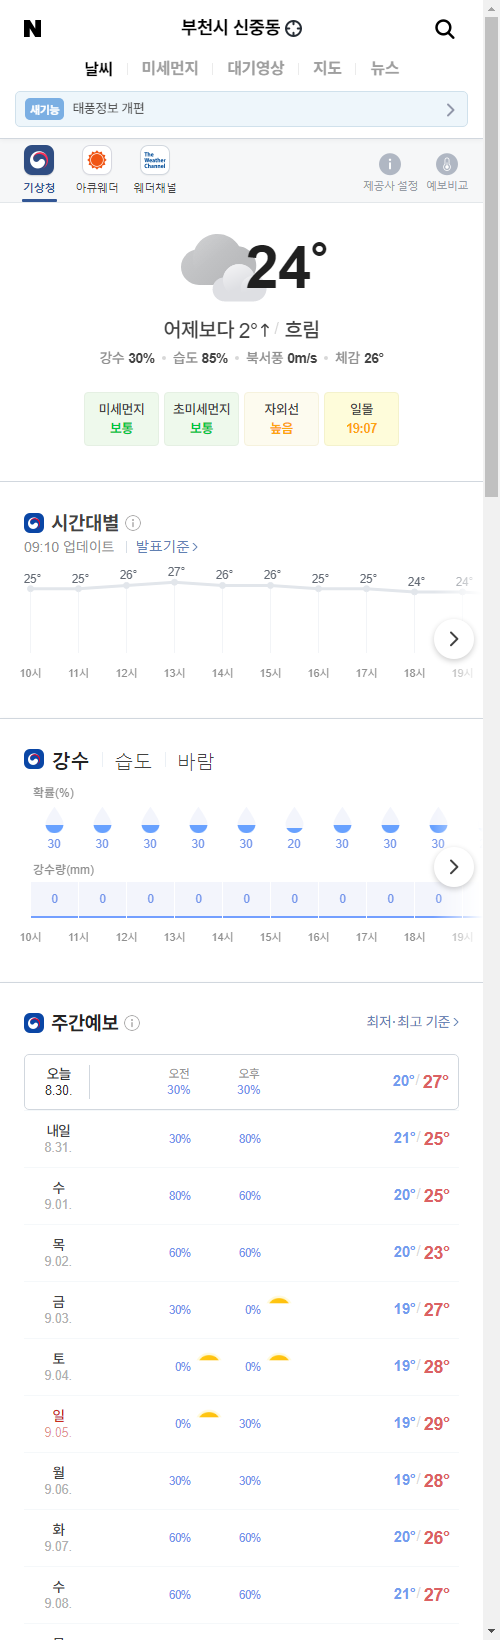 N
부천시 신중동
날씨 미세먼지 대기영상 지도 뉴스
새기능 태풍정보 개편
The Weather Channel
기상청 아큐웨더 웨더채널 제공사 설정 예보비교
24°
어제보다 2°↑ / 흐림
강수 30% 습도 85% 북서풍 0m/s 체감 26°
미세먼지 초미세먼지 자외선 일몰
보통 보통 높음 19:07
시간대별
09:10 업데이트 발표기준
25° 25° 26° 27° 26° 26° 25° 25° 24° 24°
10시 11시 12시 13시 14시 15시 16시 17시 18시 19시
강수 습도 바람
확률(%)
30 30 30 30 30 20 30 30 30
강수량(mm)
0 0 0 0 0 0 0 0 0
10시 11시 12시 13시 14시 15시 16시 17시 18시 19시
주간예보 최저·최고 기준
오늘 오전 오후
8.30. 30% 30% 20°/ 27°
내일
8.31. 30% 80% 21°/ 25°
수
9.01. 80% 60% 20°/ 25°
목
9.02. 60% 60% 20°/ 23°
금
9.03. 30% 0% 19°/ 27°
토
9.04. 0% 0% 19°/ 28°
일
9.05. 0% 30% 19°/ 29°
월
9.06. 30% 30% 19°/ 28°
화
9.07. 60% 60% 20°/ 26°
수
9.08. 60% 60% 21°/ 27°